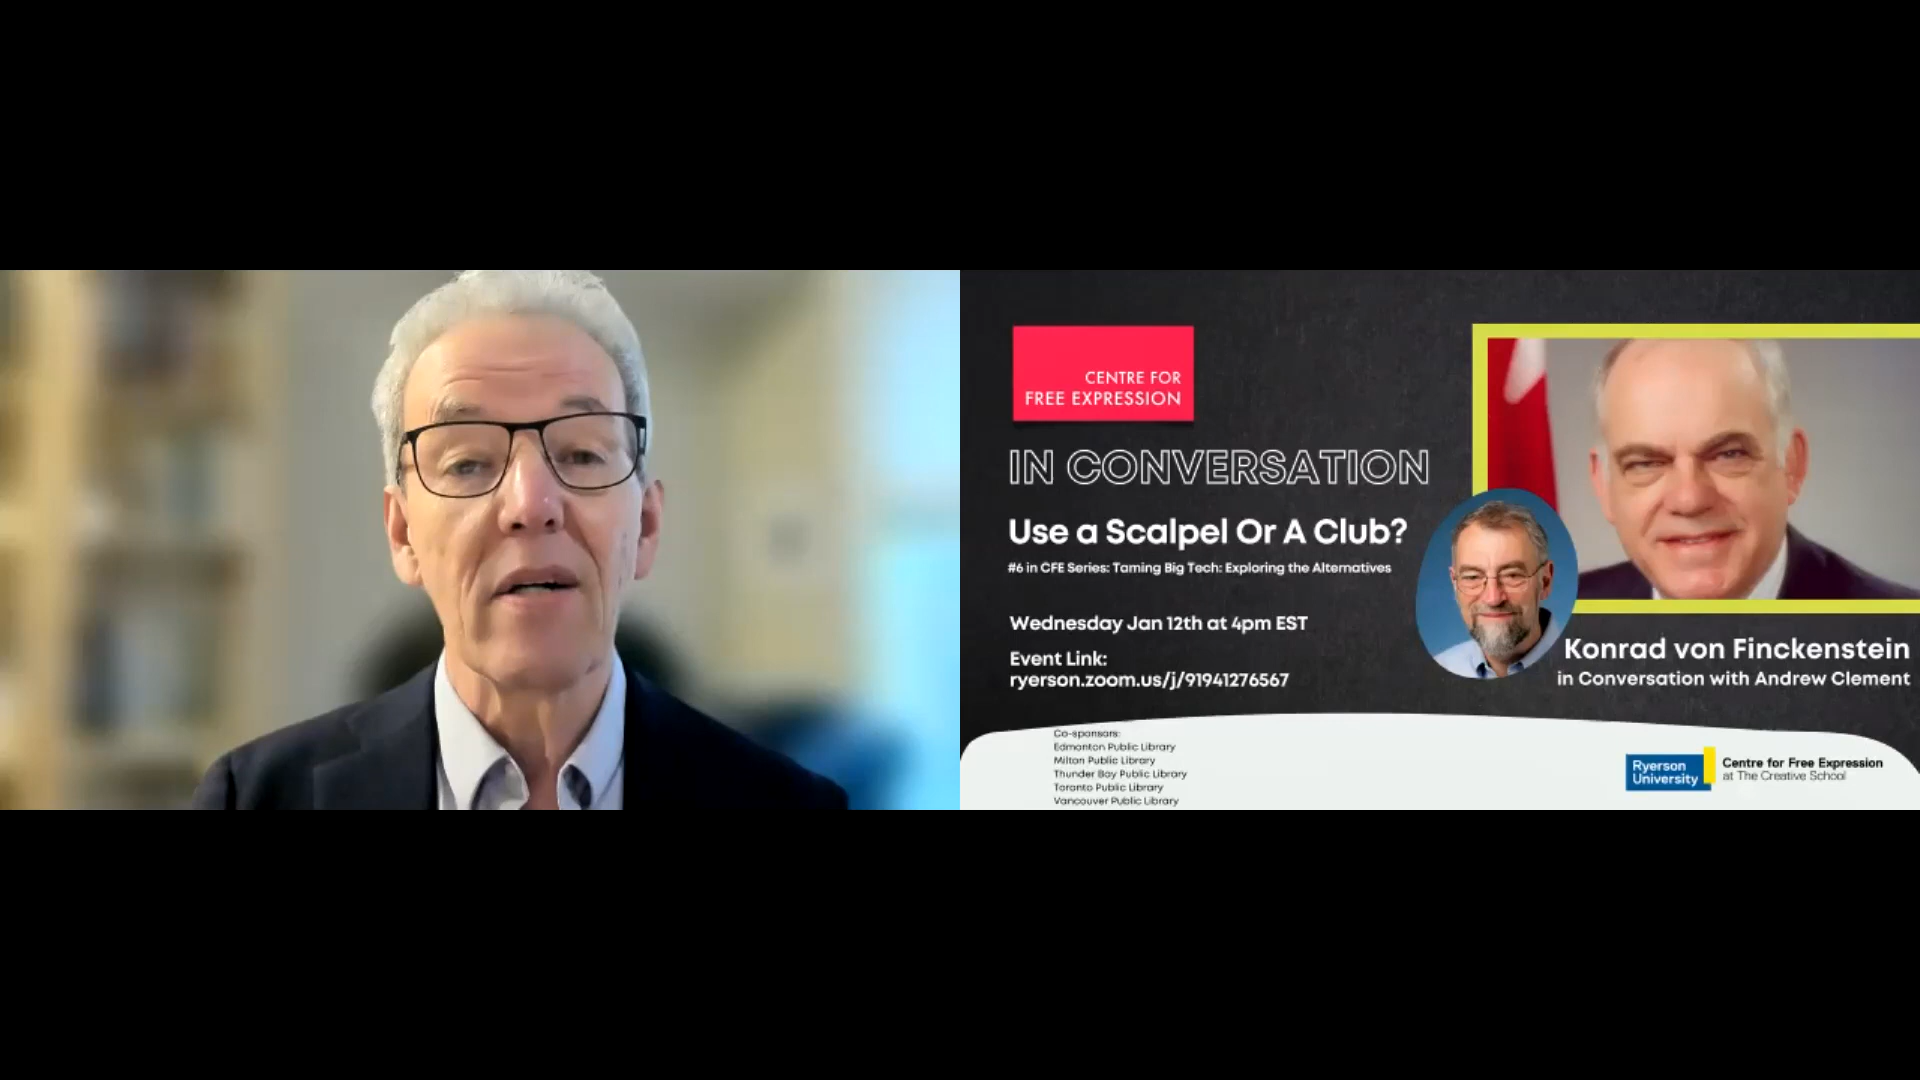 CENTRE FOR
FREE EXPRESSION
IN CONVERSATION
Use a Scalpel Or A Club?
#6 in CFE Series: Taming Big Tech: Exploring the Alternatives
Wednesday Jan 12th at 4pm EST
Event Link:
ryerson.zoom.us/j/91941276567
Konrad von Finckenstein
in Conversation with Andrew Clement
Co-sponsors:
Edmonton Public Library
Milton Public Library
Thunder Bay Public Library
Toronto Public Library
Vancouver Public Library
Ryerson
University
Centre for Free Expression
at The Creative School